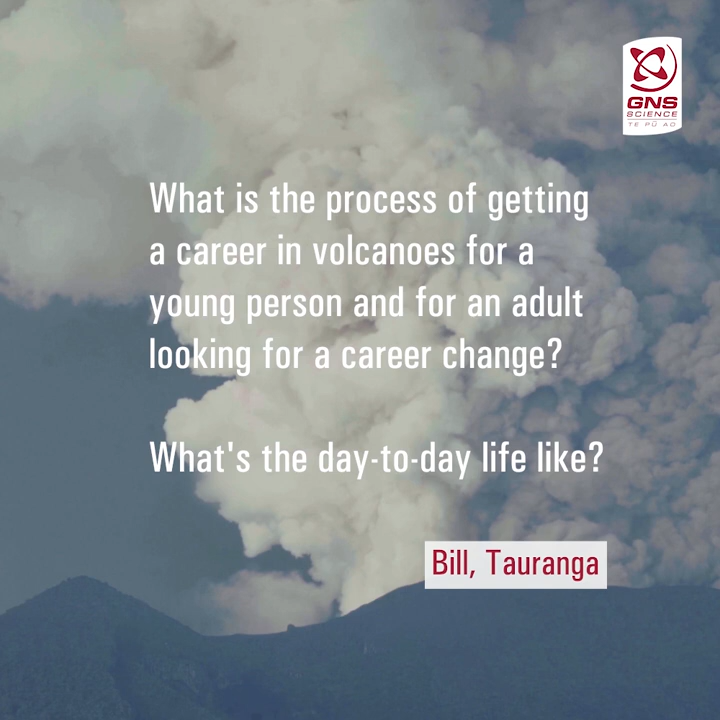 GNS
SCIENCE
TE PŪ AO
What is the process of getting
a career in volcanoes for a
young person and for an adult
looking for a career change?
What's the day-to-day life like?
Bill, Tauranga